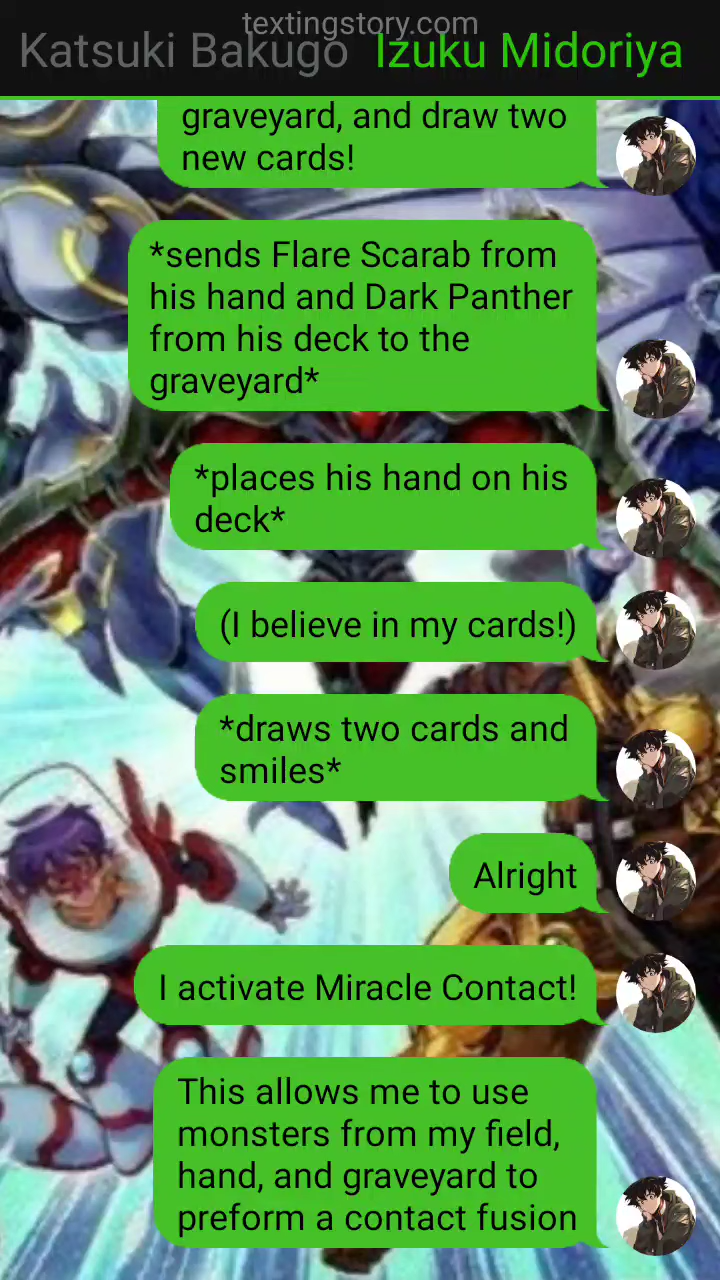 textingstory.com
Katsuki Bakugo Izuku Midoriya
graveyard, and draw two
new cards!
*sends Flare Scarab from
his hand and Dark Panther
from his deck to the
graveyard*
*places his hand on his
deck*
(I believe in my cards!)
*draws two cards and
smiles*
Alright
I activate Miracle Contact!
This allows me to use
monsters from my field,
hand, and graveyard to
preform a contact fusion